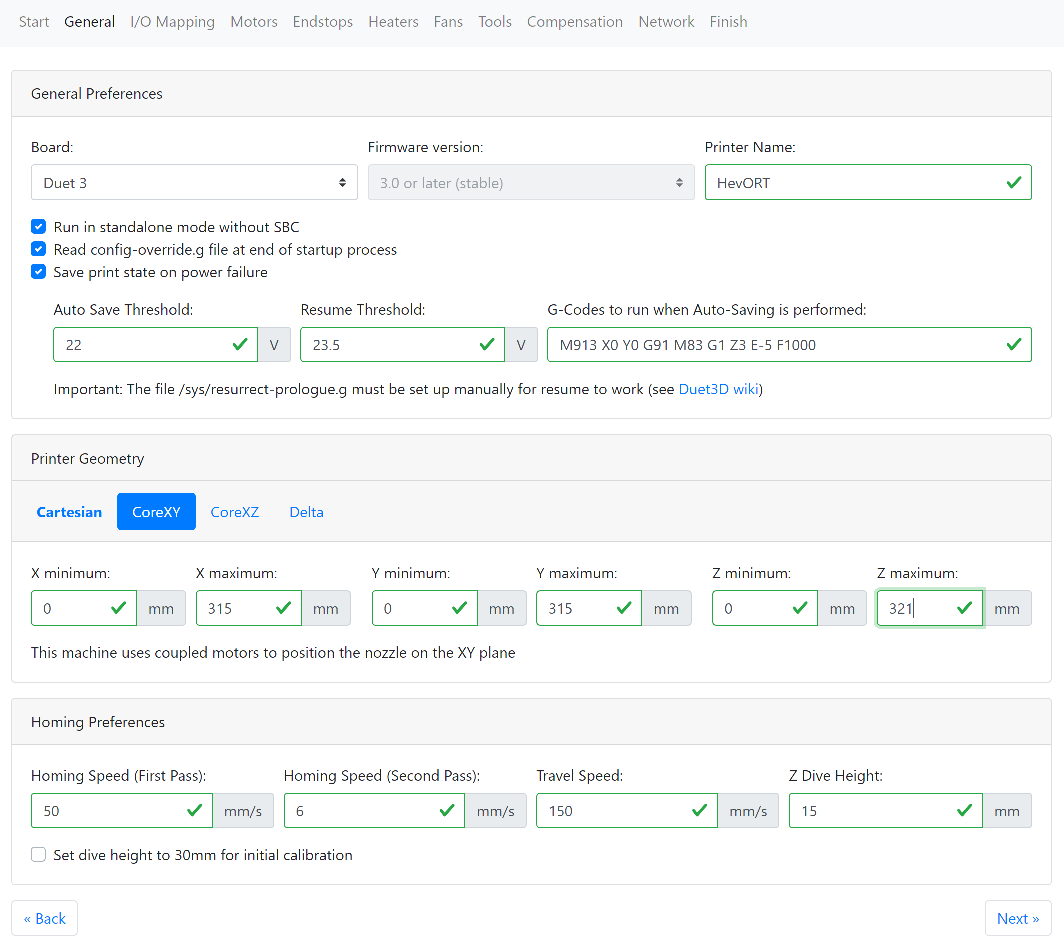 Start General I/O Mapping Motors Endstops Heaters Fans Tools Compensation Network Finish
General Preferences
Board: Firmware version: Printer Name:
Duet 3 3.0 or later (stable) HevORT
Run in standalone mode without SBC
Read config-override.g file at end of startup process
Save print state on power failure
Auto Save Threshold: Resume Threshold: G-Codes to run when Auto-Saving is performed:
22 V 23.5 V M913 X0 Y0 G91 M83 G1 Z3 E-5 F1000
Important: The file /sys/resurrect-prologue.g must be set up manually for resume to work (see Duet3D wiki)
Printer Geometry
Cartesian CoreXY CoreXZ Delta
X minimum: X maximum: Y minimum: Y maximum: Z minimum: Z maximum:
0 mm 315 mm 0 mm 315 mm 0 mm 321 mm
This machine uses coupled motors to position the nozzle on the XY plane
Homing Preferences
Homing Speed (First Pass): Homing Speed (Second Pass): Travel Speed: Z Dive Height:
50 mm/s 6 mm/s 150 mm/s 15 mm
Set dive height to 30mm for initial calibration
« Back Next »